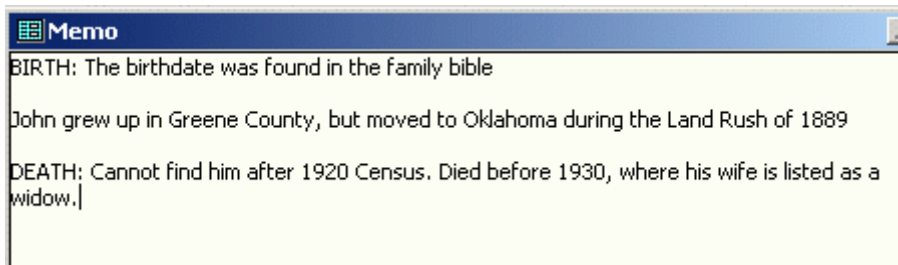 Memo
BIRTH: The birthdate was found in the family bible
John grew up in Greene County, but moved to Oklahoma during the Land Rush of 1889
DEATH: Cannot find him after 1920 Census. Died before 1930, where his wife is listed as a
widow.